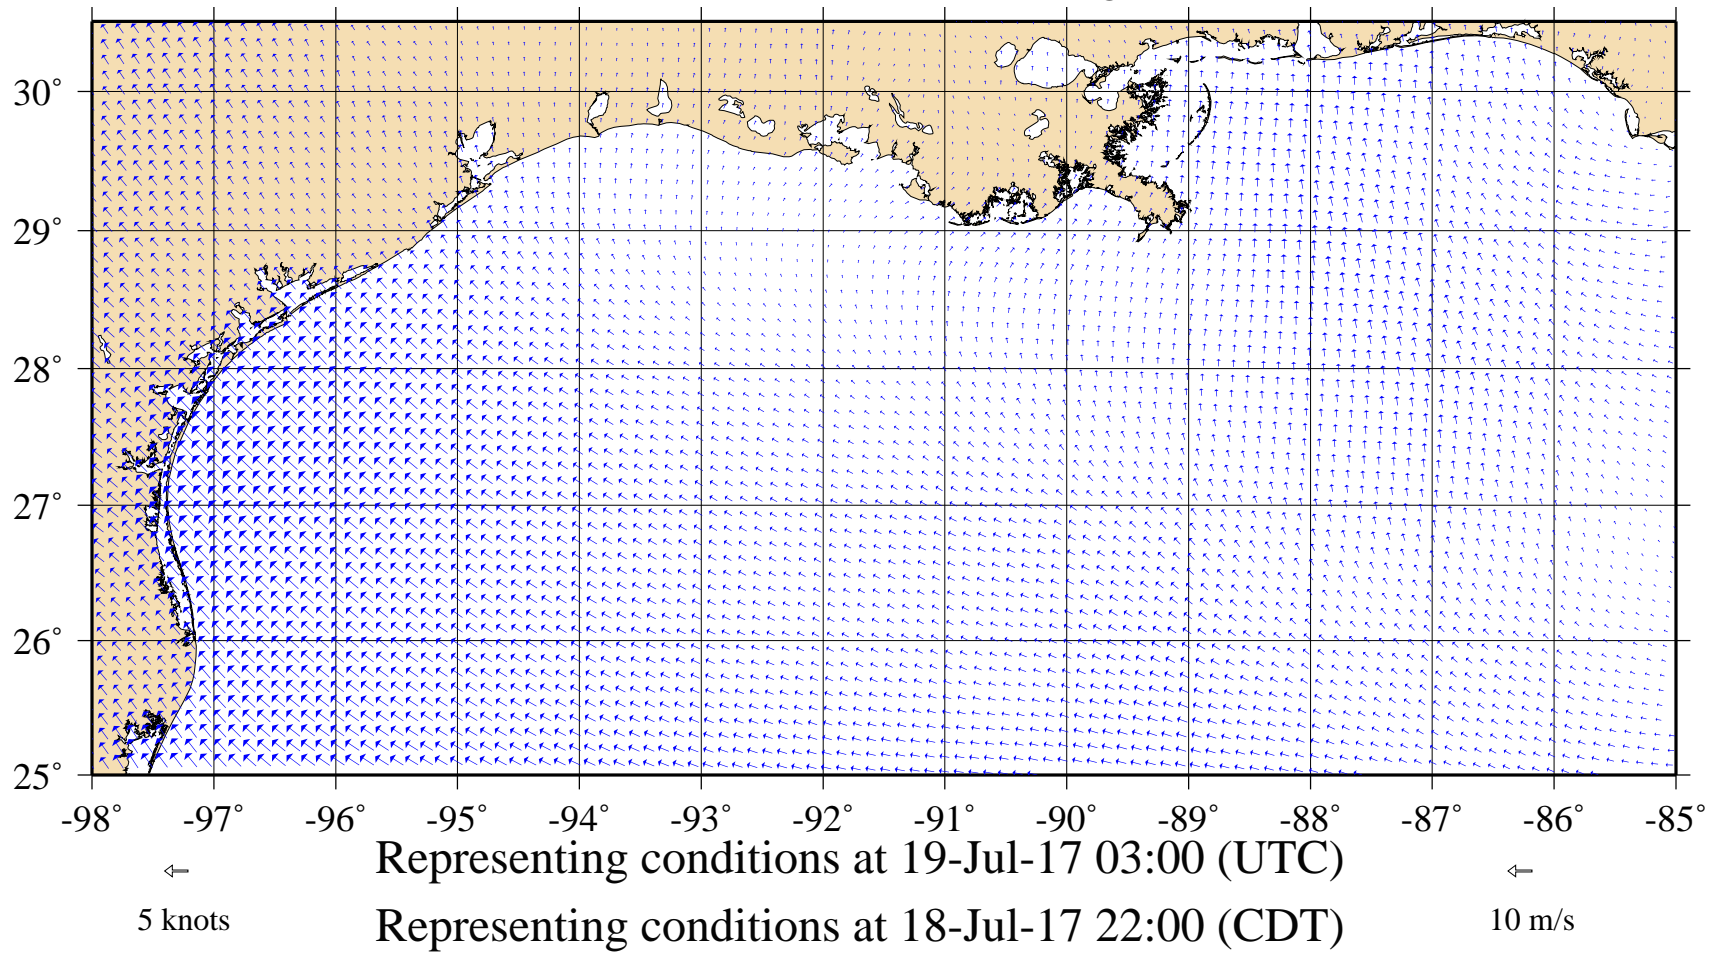 30°
29°
28°
27°
26°
25°
-98° -97° -96° -95° -94° -93° -92° -91° -90° -89° -88° -87° -86° -85°
Representing conditions at 19-Jul-17 03:00 (UTC)
5 knots
10 m/s
Representing conditions at 18-Jul-17 22:00 (CDT)